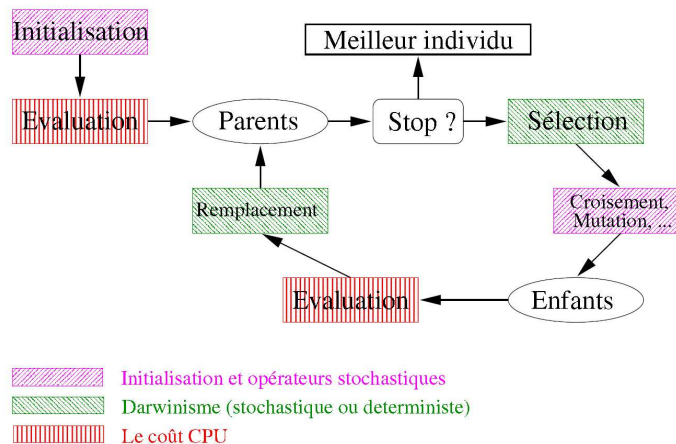 Initialisation
Meilleur individu
Evaluation
Parents
Stop ?
Sélection
Remplacement
Croisement,
Mutation, ...
Evaluation
Enfants
Initialisation et opérateurs stochastiques
Darwinisme (stochastique ou deterministe)
Le coût CPU